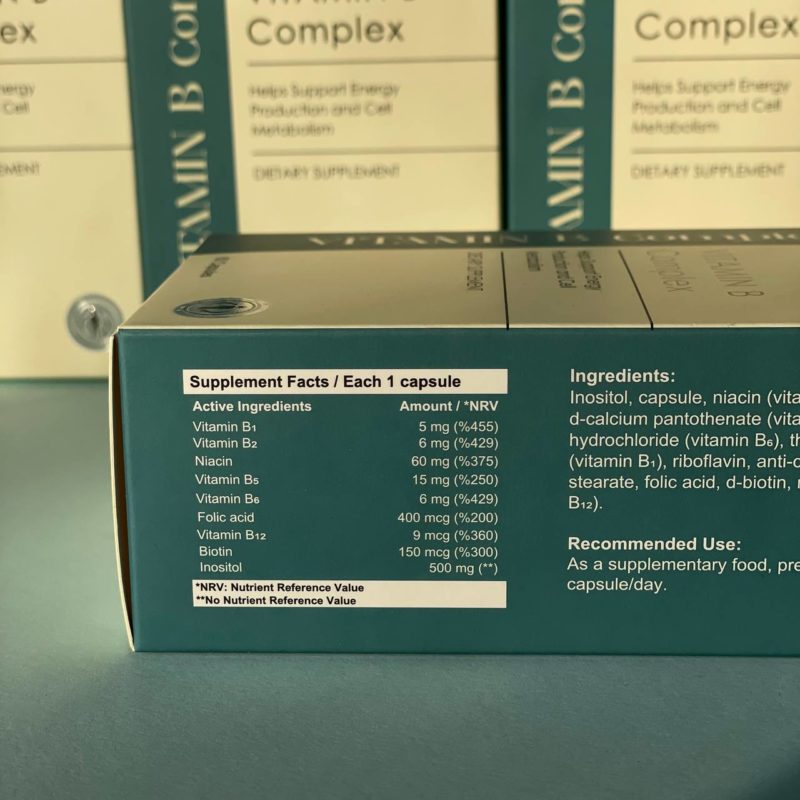 ex
Complex
Complex
Helps Support Energy
Production and Cell
Metabolism
DIETARY SUPPLEMENT
Helps Support Energy
Production and Cell
Metabolism
DIETARY SUPPLEMENT
VITAMIN B
Complex
Supplement Facts / Each 1 capsule
Active Ingredients Amount / *NRV
Vitamin B₁ 5 mg (%455)
Vitamin B₂ 6 mg (%429)
Niacin 60 mg (%375)
Vitamin B₅ 15 mg (%250)
Vitamin B₆ 6 mg (%429)
Folic acid 400 mcg (%200)
Vitamin B₁₂ 9 mcg (%360)
Biotin 150 mcg (%300)
Inositol 500 mg (**)
*NRV: Nutrient Reference Value
**No Nutrient Reference Value
Ingredients:
Inositol, capsule, niacin (vita
d-calcium pantothenate (vita
hydrochloride (vitamin B₆), th
(vitamin B₁), riboflavin, anti-c
stearate, folic acid, d-biotin,
B₁₂).
Recommended Use:
As a supplementary food, pre
capsule/day.